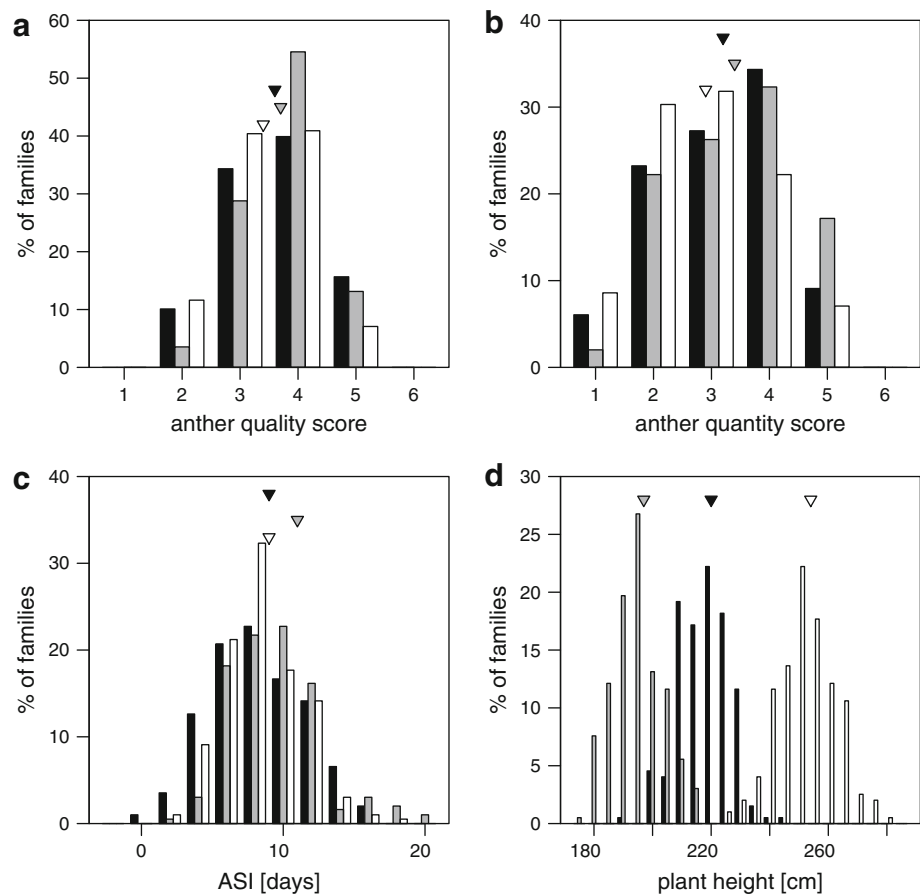 a
60
50
40
30
20
10
0
% of families
1 2 3 4 5 6
anther quality score
b
40
30
20
10
0
% of families
1 2 3 4 5 6
anther quantity score
c
40
30
20
10
0
% of families
0 10 20
ASI [days]
d
30
25
20
15
10
5
0
% of families
180 220 260
plant height [cm]